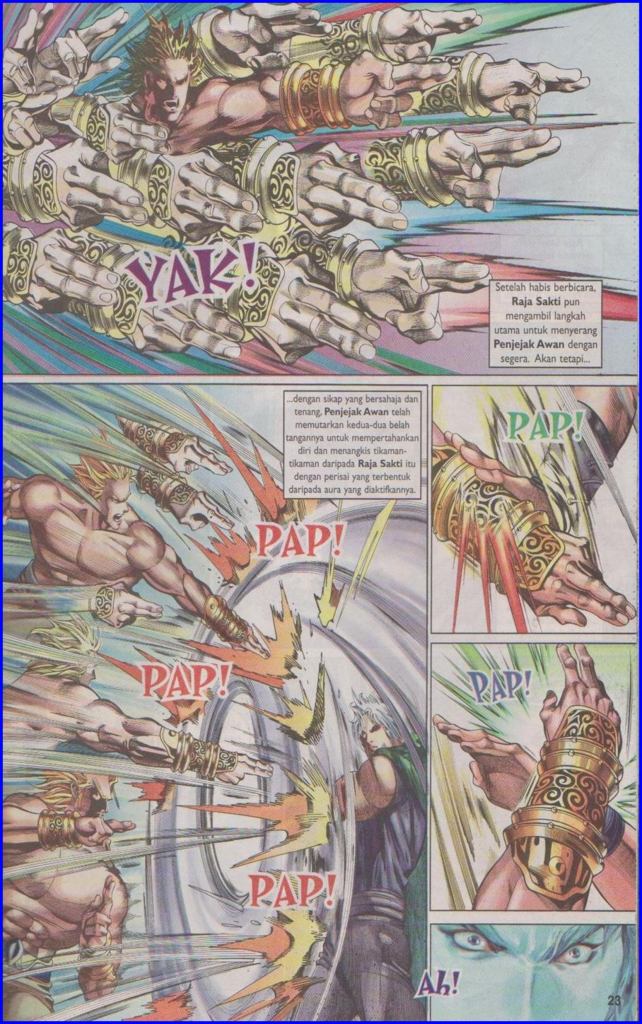 YAK!
Setelah habis berbicara,
Raja Sakti pun
mengambil langkah
utama untuk menyerang
Penjejak Awan dengan
segera. Akan tetapi...
...dengan sikap yang bersahaja dan
tenang, Penjejak Awan telah
memutarkan kedua-dua belah
tangannya untuk mempertahankan
diri dan menangkis tikaman-
tikaman daripada Raja Sakti itu
dengan perisai yang terbentuk
daripada aura yang diaktifkannya.
PAP!
PAP!
PAP!
PAP!
PAP!
Ah!
23